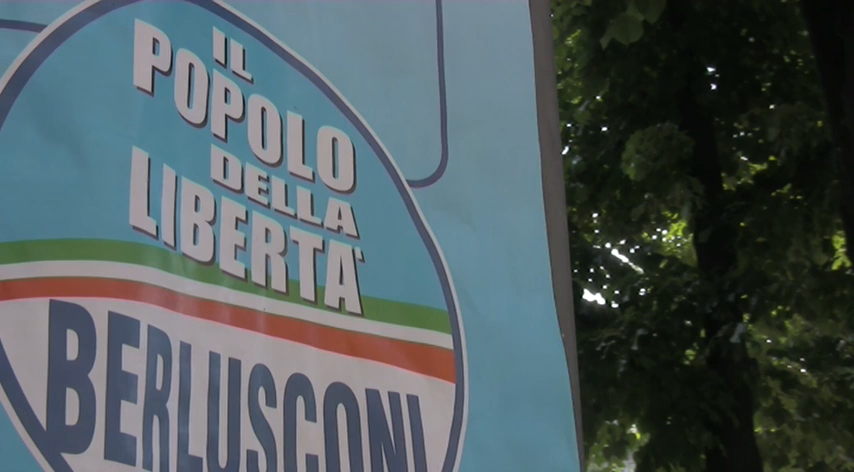 IL
POPOLO
DELLA
LIBERTA'
BERLUSCONI